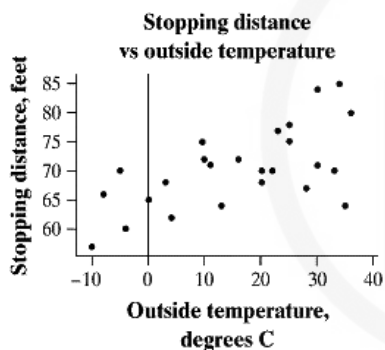 Stopping distance
vs outside temperature
Stopping distance, feet
85
80
75
70
65
60
−10 0 10 20 30 40
Outside temperature,
degrees C